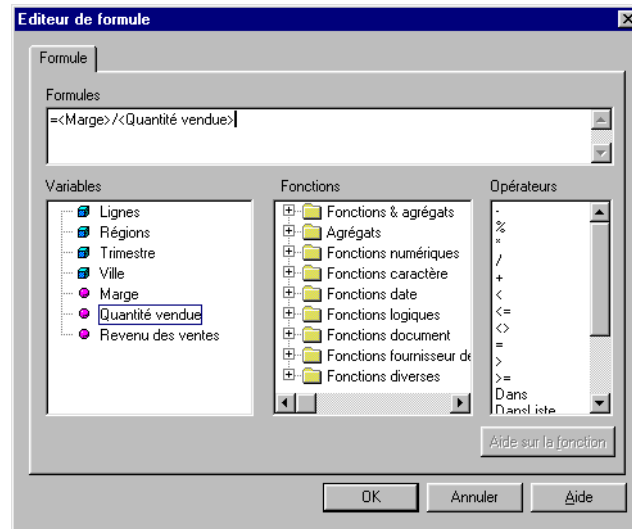 Editeur de formule
Formule
Formules
=<Marge>/<Quantité vendue>
Variables
Lignes
Régions
Trimestre
Ville
Marge
Quantité vendue
Revenu des ventes
Fonctions
Fonctions & agrégats
Agrégats
Fonctions numériques
Fonctions caractère
Fonctions date
Fonctions logiques
Fonctions document
Fonctions fournisseur de
Fonctions diverses
Opérateurs
-
%
*
/
+
<
<=
<>
=
>
>=
Dans
DansListe
Aide sur la fonction
OK
Annuler
Aide